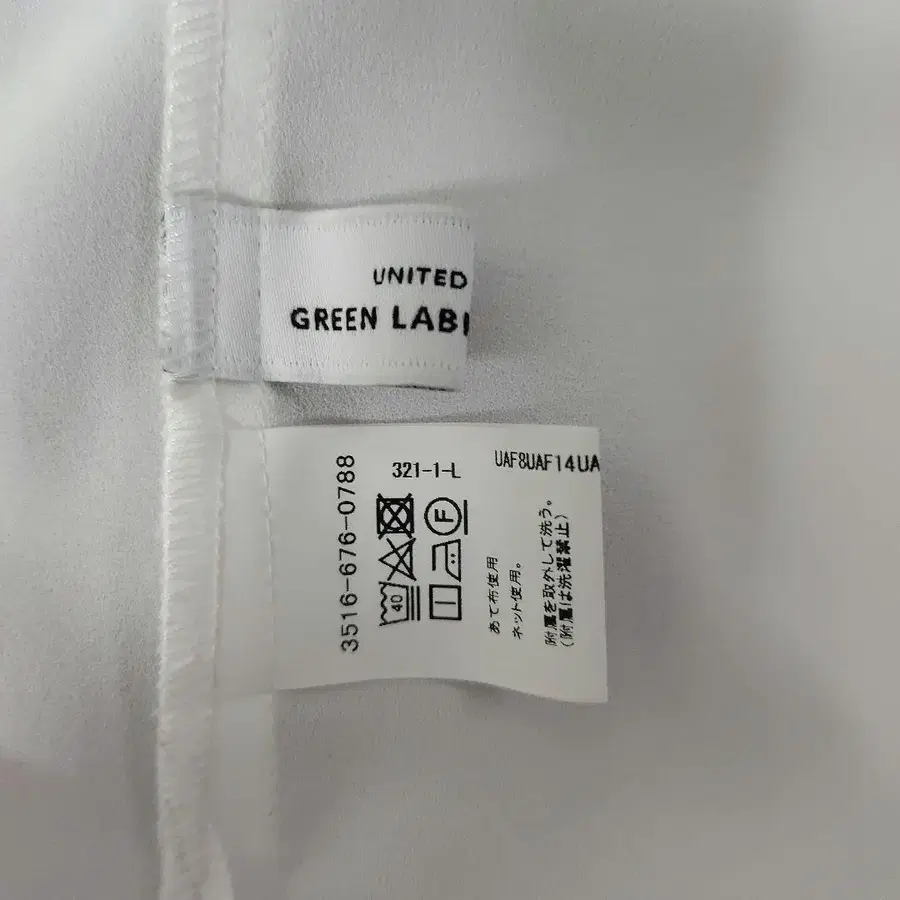 UNITED
GREEN LAB
321-1-L
UAF8UAF14UA
3516-676-0788
40
F
あて布使用
ネット使用。
附属を取外して洗う。
(附属は洗濯禁止)